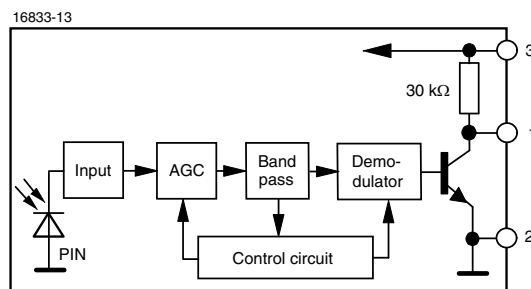 16833-13
3
30 kΩ
1
Input
AGC
Band
pass
Demo-
dulator
PIN
Control circuit
2